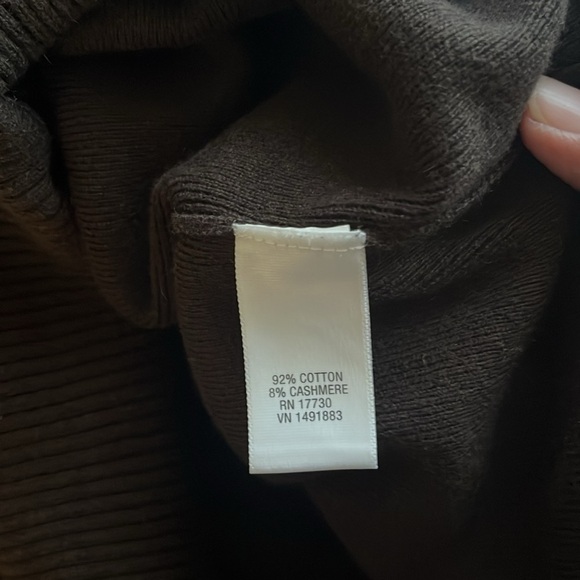 92% COTTON
8% CASHMERE
RN 17730
VN 1491883